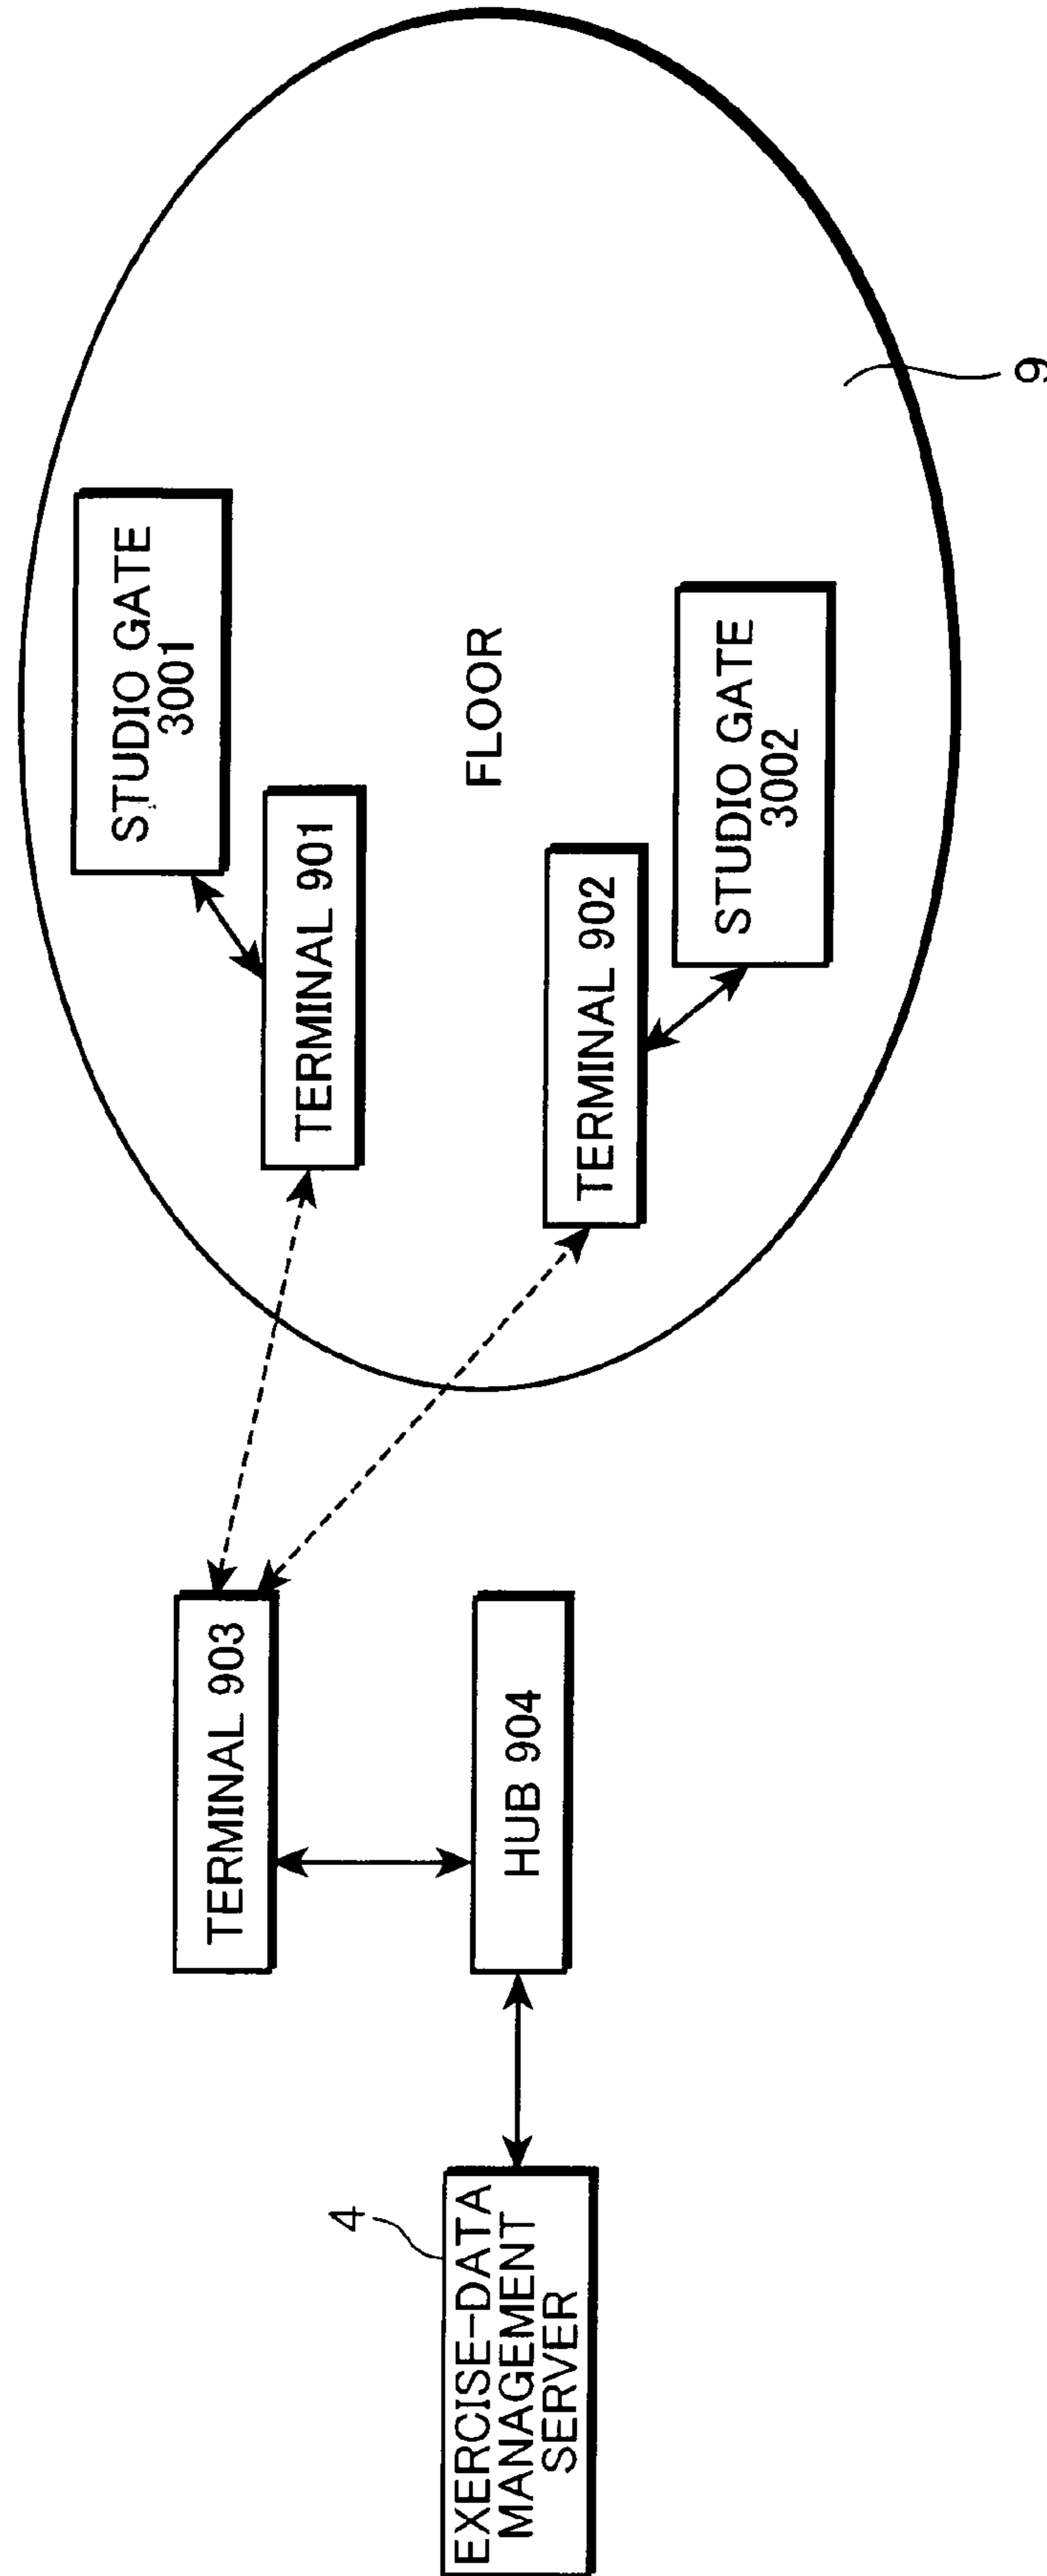 4
EXERCISE-DATA
MANAGEMENT
SERVER
TERMINAL 903
HUB 904
TERMINAL 901
STUDIO GATE
3001
FLOOR
TERMINAL 902
STUDIO GATE
3002
9